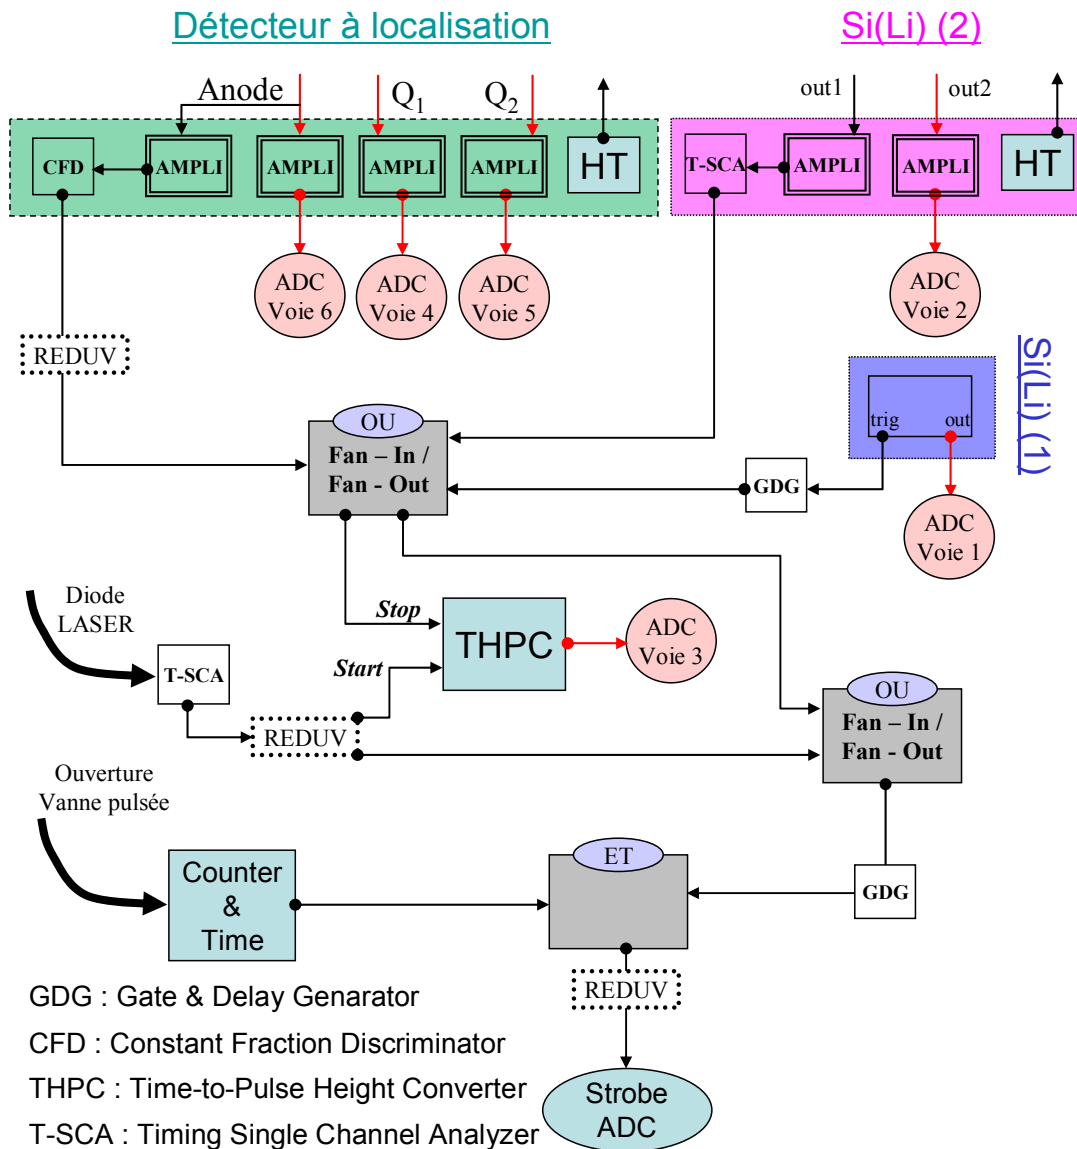 Détecteur à localisation
Si(Li) (2)
Anode
Q1
Q2
out1
out2
CFD
AMPLI
AMPLI
AMPLI
AMPLI
HT
T-SCA
AMPLI
AMPLI
HT
ADC
Voie 6
ADC
Voie 4
ADC
Voie 5
ADC
Voie 2
REDUV
Si(Li) (1)
trig
out
OU
Fan – In /
Fan - Out
GDG
ADC
Voie 1
Diode
LASER
Stop
Start
THPC
ADC
Voie 3
T-SCA
REDUV
OU
Fan – In /
Fan - Out
Ouverture
Vanne pulsée
Counter
&
Time
ET
GDG
REDUV
Strobe
ADC
GDG : Gate & Delay Genarator
CFD : Constant Fraction Discriminator
THPC : Time-to-Pulse Height Converter
T-SCA : Timing Single Channel Analyzer